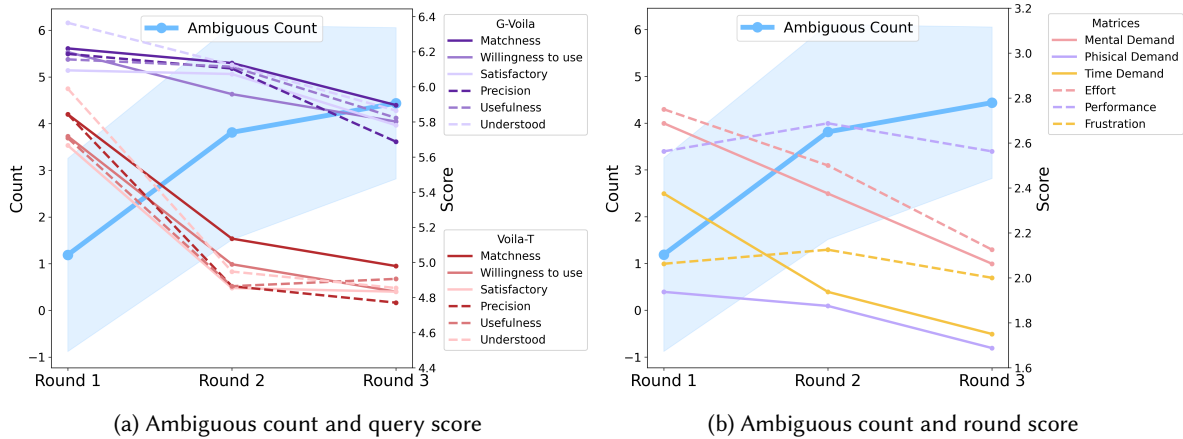 Ambiguous Count
6
5
4
3
2
1
0
−1
Count
Round 1
Round 2
Round 3
6.4
6.2
6.0
5.8
5.6
5.4
5.2
5.0
4.8
4.6
4.4
Score
G-Voila
Matchness
Willingness to use
Satisfactory
Precision
Usefulness
Understood
Voila-T
Matchness
Willingness to use
Satisfactory
Precision
Usefulness
Understood
(a) Ambiguous count and query score
Ambiguous Count
6
5
4
3
2
1
0
−1
Count
Round 1
Round 2
Round 3
3.2
3.0
2.8
2.6
2.4
2.2
2.0
1.8
1.6
Score
Matrices
Mental Demand
Phisical Demand
Time Demand
Effort
Performance
Frustration
(b) Ambiguous count and round score